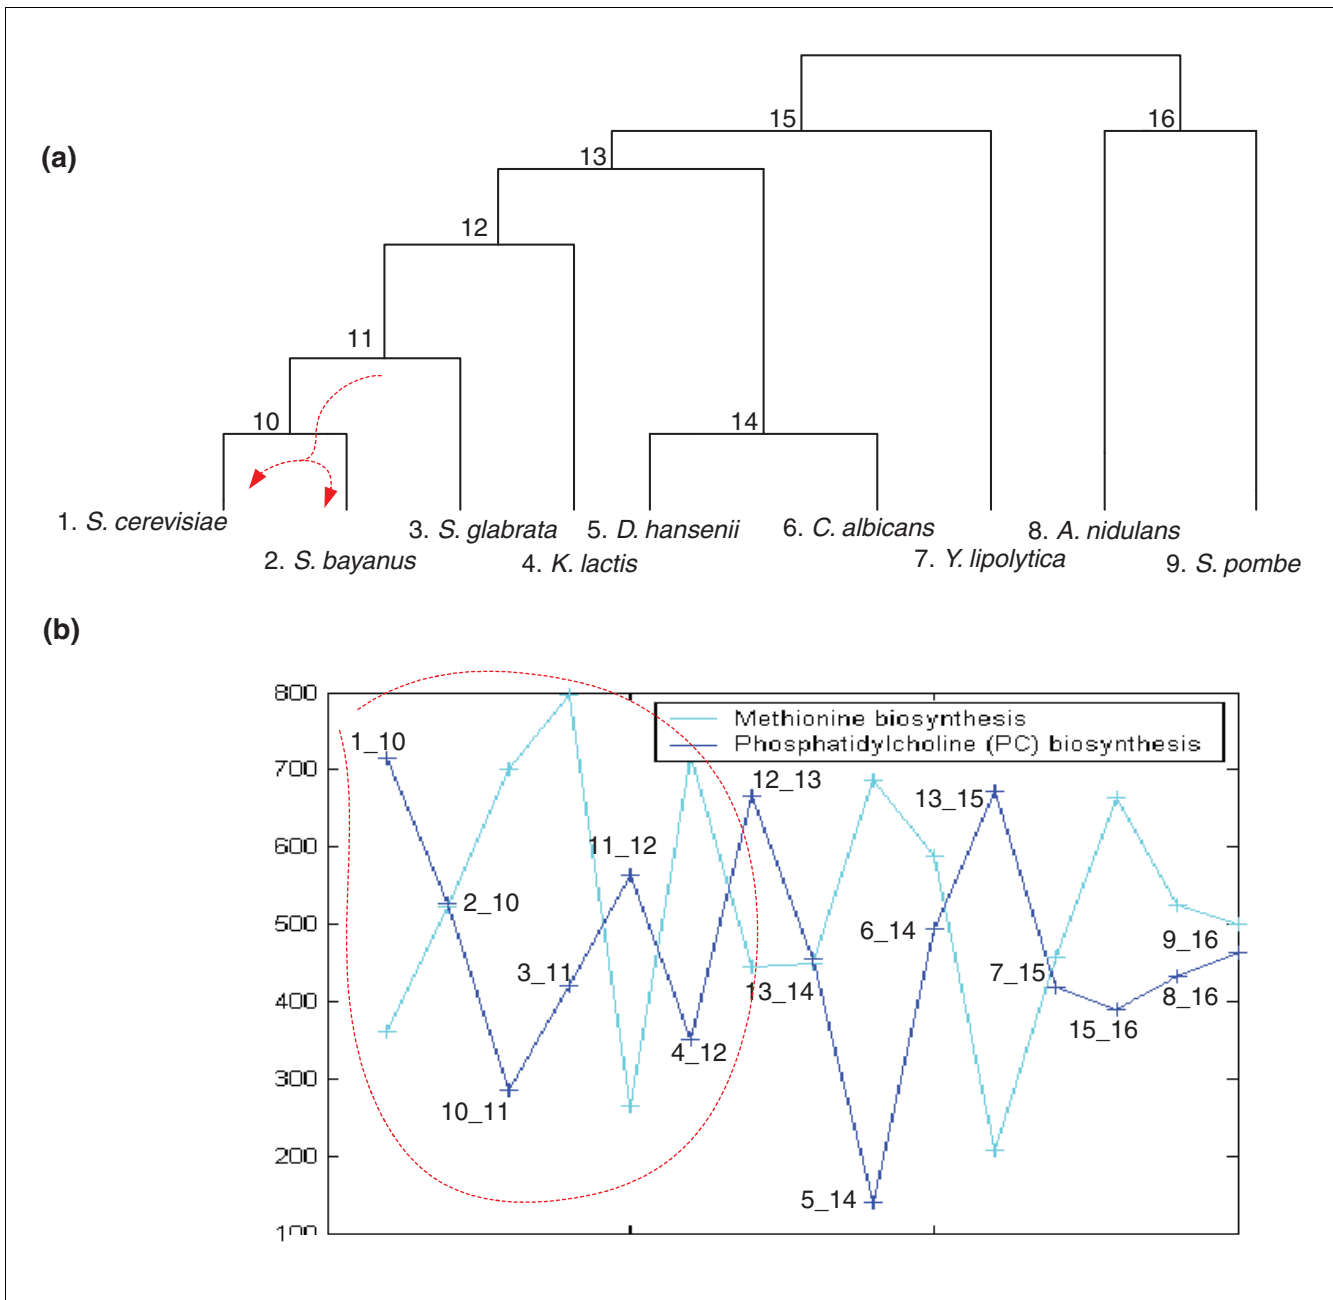 (a)
15
16
13
12
11
10
14
1. S. cerevisiae
2. S. bayanus
3. S. glabrata
4. K. lactis
5. D. hansenii
6. C. albicans
7. Y. lipolytica
8. A. nidulans
9. S. pombe
(b)
800
700
600
500
400
300
200
100
Methionine biosynthesis
Phosphatidylcholine (PC) biosynthesis
1_10
2_10
10_11
3_11
11_12
4_12
12_13
13_14
5_14
6_14
13_15
7_15
15_16
8_16
9_16